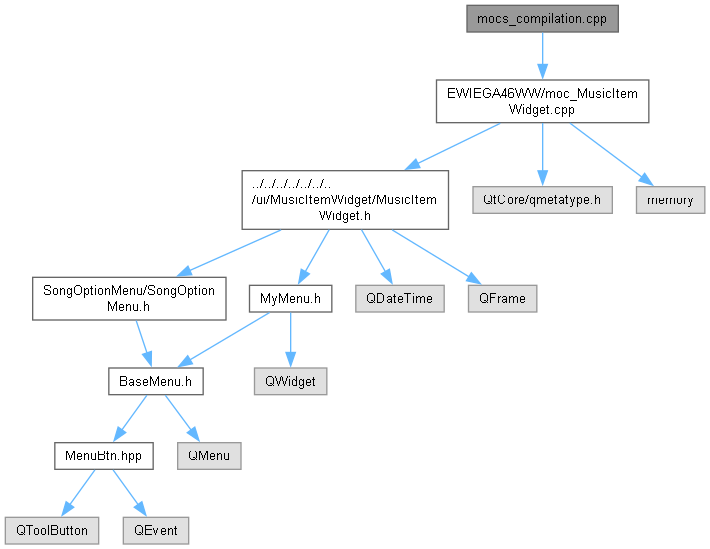 mocs_compilation.cpp
EWIEGA46WW/moc_MusicItem
Widget.cpp
../../../../../../..
/ui/MusicItemWidget/MusicItem
Widget.h
QtCore/qmetatype.h
memory
SongOptionMenu/SongOption
Menu.h
MyMenu.h
QDateTime
QFrame
BaseMenu.h
QWidget
MenuBtn.hpp
QMenu
QToolButton
QEvent